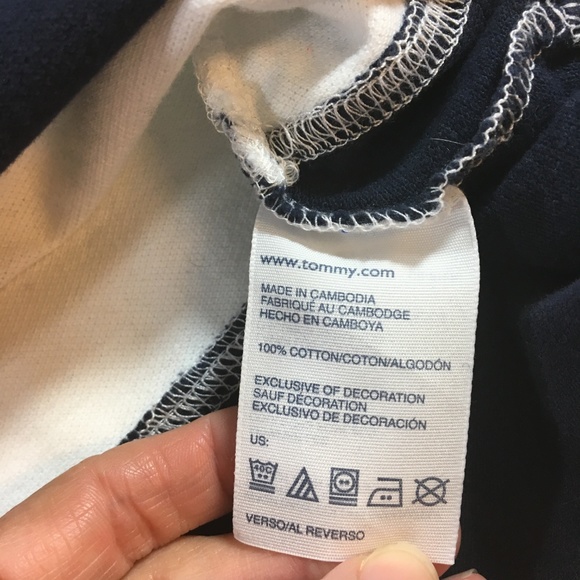 www.tommy.com
MADE IN CAMBODIA
FABRIQUÉ AU CAMBODGE
HECHO EN CAMBOYA
100% COTTON/COTON/ALGODÓN
EXCLUSIVE OF DECORATION
SAUF DÉCORATION
EXCLUSIVO DE DECORACIÓN
US:
40C
VERSO/AL REVERSO